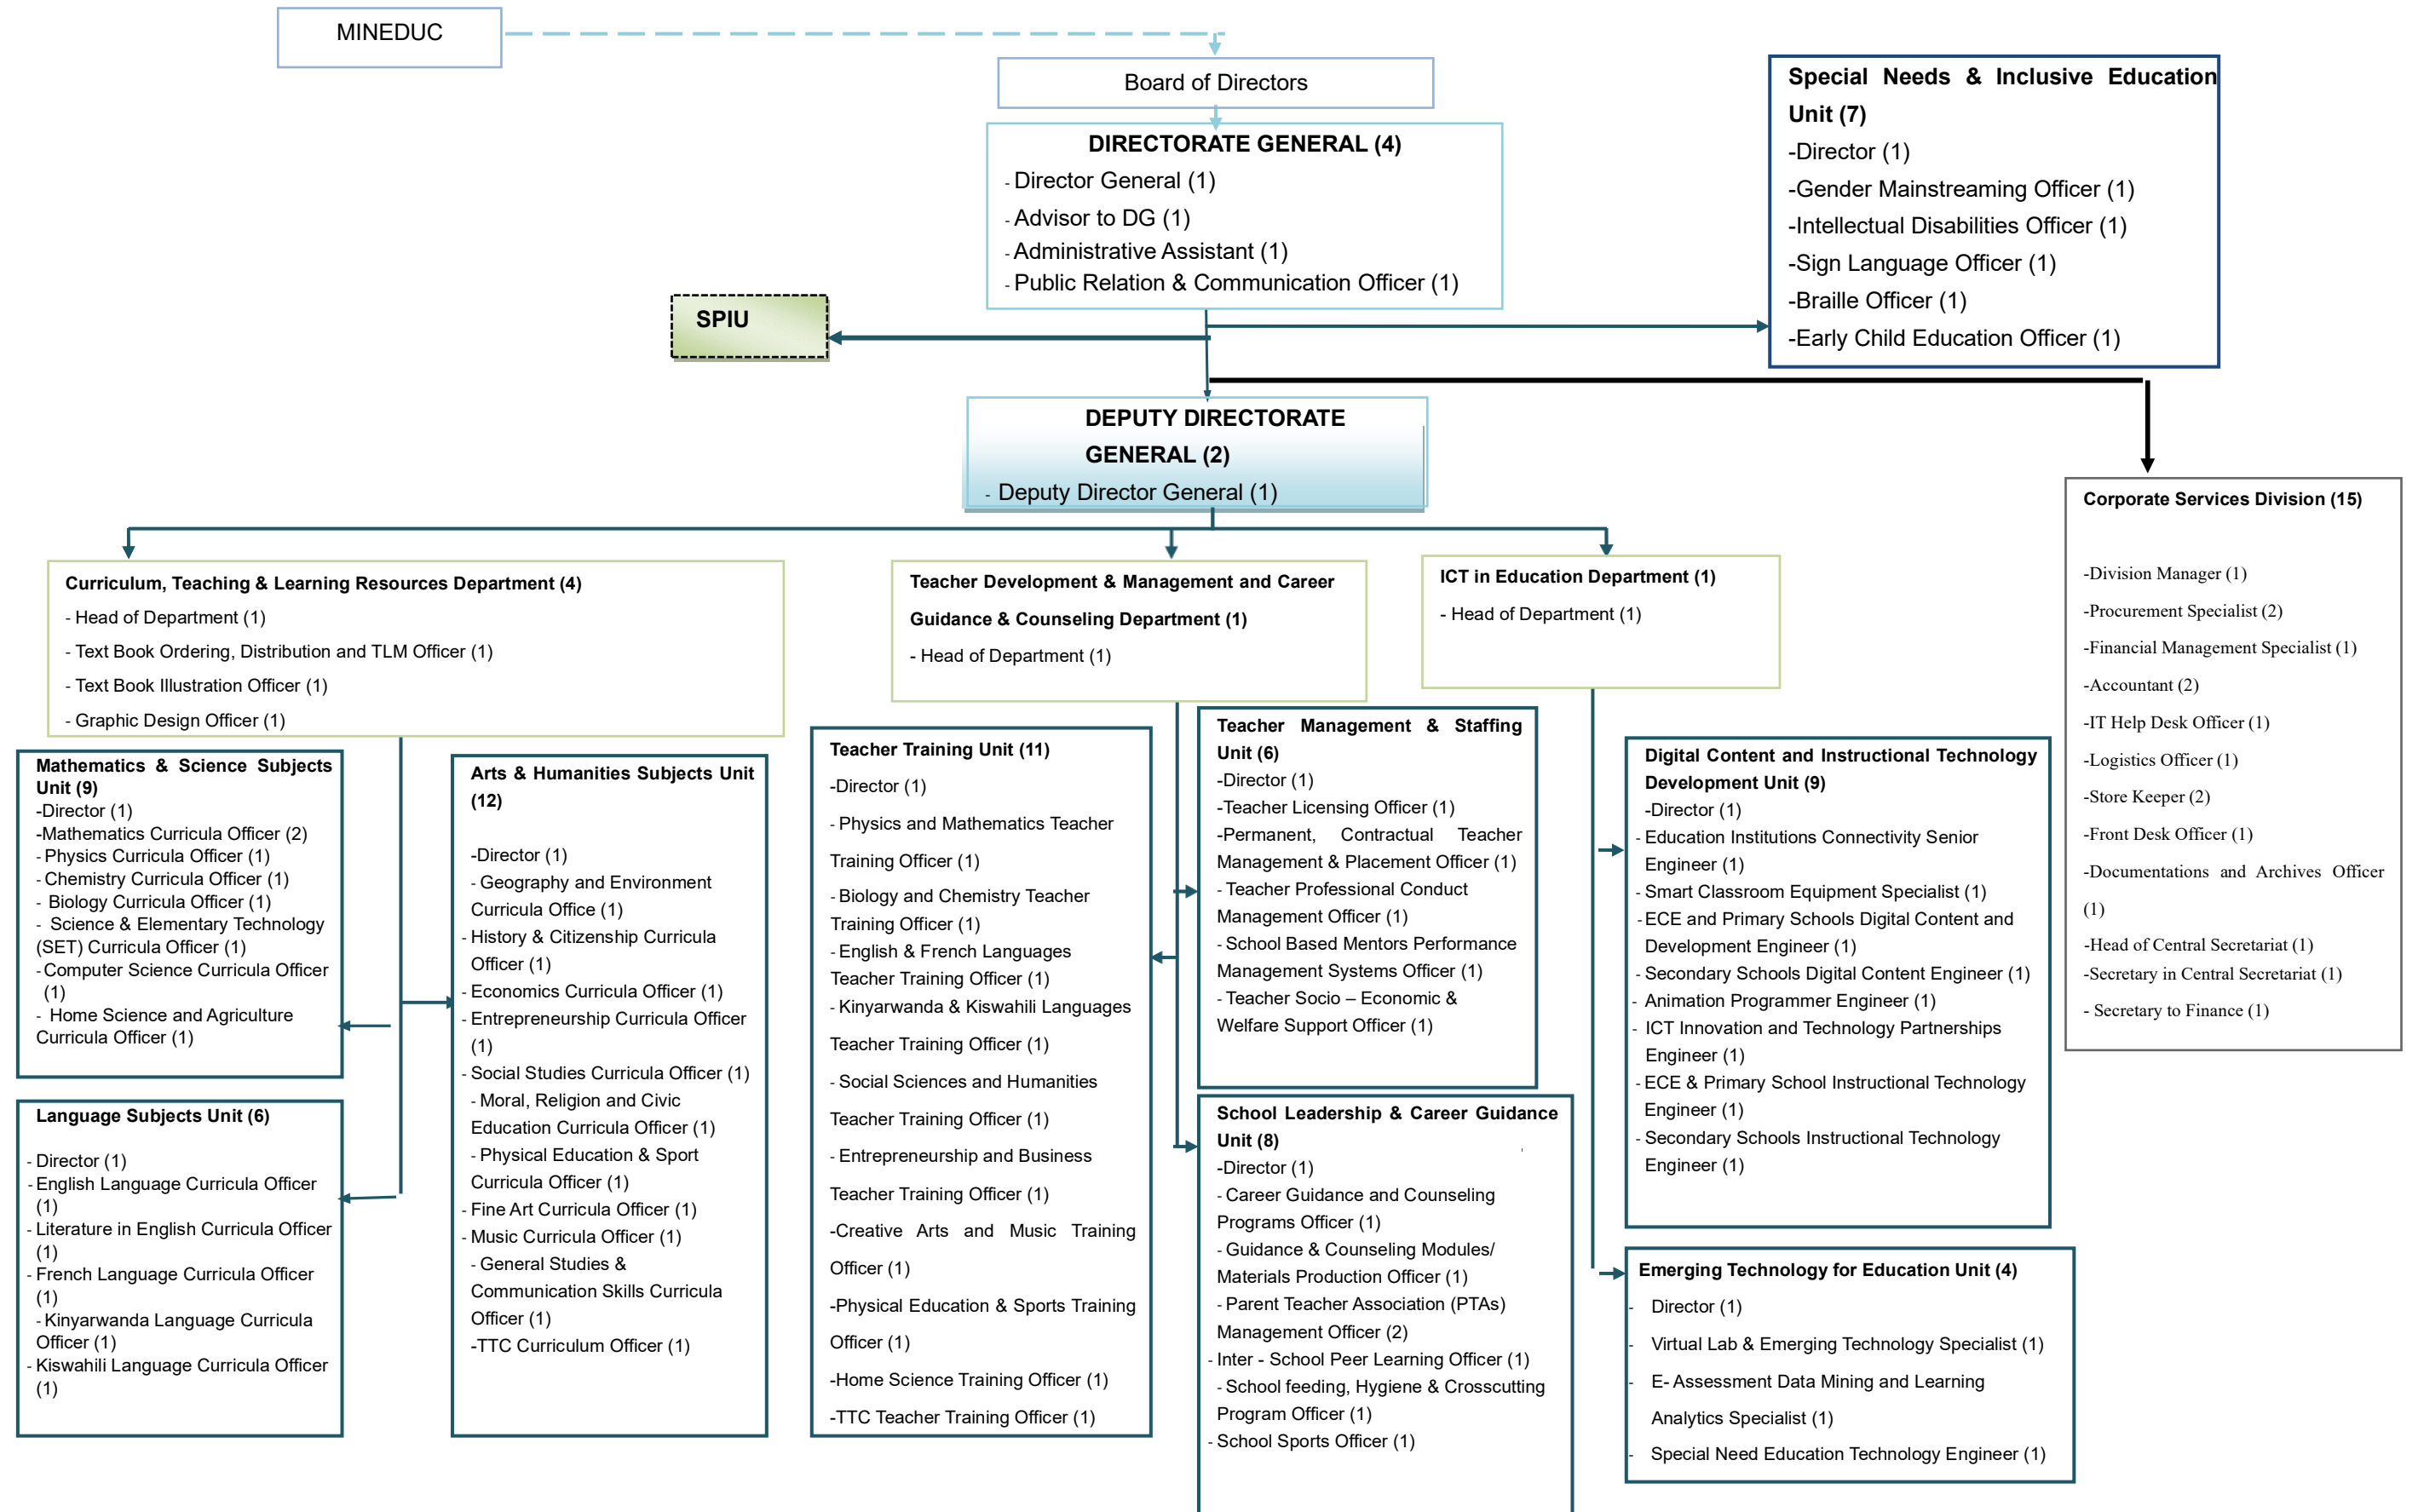 MINEDUC
Board of Directors
DIRECTORATE GENERAL (4)
- Director General (1)
- Advisor to DG (1)
- Administrative Assistant (1)
- Public Relation & Communication Officer (1)
Special Needs & Inclusive Education
Unit (7)
-Director (1)
-Gender Mainstreaming Officer (1)
-Intellectual Disabilities Officer (1)
-Sign Language Officer (1)
-Braille Officer (1)
-Early Child Education Officer (1)
SPIU
DEPUTY DIRECTORATE
GENERAL (2)
- Deputy Director General (1)
Corporate Services Division (15)
-Division Manager (1)
-Procurement Specialist (2)
-Financial Management Specialist (1)
-Accountant (2)
-IT Help Desk Officer (1)
-Logistics Officer (1)
-Store Keeper (2)
-Front Desk Officer (1)
-Documentations and Archives Officer
(1)
-Head of Central Secretariat (1)
-Secretary in Central Secretariat (1)
- Secretary to Finance (1)
Curriculum, Teaching & Learning Resources Department (4)
- Head of Department (1)
- Text Book Ordering, Distribution and TLM Officer (1)
- Text Book Illustration Officer (1)
- Graphic Design Officer (1)
Teacher Development & Management and Career
Guidance & Counseling Department (1)
- Head of Department (1)
ICT in Education Department (1)
- Head of Department (1)
Mathematics & Science Subjects
Unit (9)
-Director (1)
-Mathematics Curricula Officer (2)
- Physics Curricula Officer (1)
- Chemistry Curricula Officer (1)
- Biology Curricula Officer (1)
- Science & Elementary Technology
(SET) Curricula Officer (1)
- Computer Science Curricula Officer
(1)
- Home Science and Agriculture
Curricula Officer (1)
Language Subjects Unit (6)
- Director (1)
- English Language Curricula Officer
(1)
- Literature in English Curricula Officer
(1)
- French Language Curricula Officer
(1)
- Kinyarwanda Language Curricula
Officer (1)
- Kiswahili Language Curricula Officer
(1)
Arts & Humanities Subjects Unit
(12)
-Director (1)
- Geography and Environment
Curricula Office (1)
- History & Citizenship Curricula
Officer (1)
- Economics Curricula Officer (1)
- Entrepreneurship Curricula Officer
(1)
- Social Studies Curricula Officer (1)
- Moral, Religion and Civic
Education Curricula Officer (1)
- Physical Education & Sport
Curricula Officer (1)
- Fine Art Curricula Officer (1)
- Music Curricula Officer (1)
- General Studies &
Communication Skills Curricula
Officer (1)
-TTC Curriculum Officer (1)
Teacher Training Unit (11)
-Director (1)
- Physics and Mathematics Teacher
Training Officer (1)
- Biology and Chemistry Teacher
Training Officer (1)
- English & French Languages
Teacher Training Officer (1)
- Kinyarwanda & Kiswahili Languages
Teacher Training Officer (1)
- Social Sciences and Humanities
Teacher Training Officer (1)
- Entrepreneurship and Business
Teacher Training Officer (1)
-Creative Arts and Music Training
Officer (1)
-Physical Education & Sports Training
Officer (1)
-Home Science Training Officer (1)
-TTC Teacher Training Officer (1)
Teacher Management & Staffing
Unit (6)
-Director (1)
-Teacher Licensing Officer (1)
-Permanent, Contractual Teacher
Management & Placement Officer (1)
- Teacher Professional Conduct
Management Officer (1)
- School Based Mentors Performance
Management Systems Officer (1)
- Teacher Socio – Economic &
Welfare Support Officer (1)
School Leadership & Career Guidance
Unit (8)
-Director (1)
- Career Guidance and Counseling
Programs Officer (1)
- Guidance & Counseling Modules/
Materials Production Officer (1)
- Parent Teacher Association (PTAs)
Management Officer (2)
- Inter - School Peer Learning Officer (1)
- School feeding, Hygiene & Crosscutting
Program Officer (1)
- School Sports Officer (1)
Digital Content and Instructional Technology
Development Unit (9)
-Director (1)
- Education Institutions Connectivity Senior
Engineer (1)
- Smart Classroom Equipment Specialist (1)
- ECE and Primary Schools Digital Content and
Development Engineer (1)
- Secondary Schools Digital Content Engineer (1)
- Animation Programmer Engineer (1)
- ICT Innovation and Technology Partnerships
Engineer (1)
- ECE & Primary School Instructional Technology
Engineer (1)
- Secondary Schools Instructional Technology
Engineer (1)
Emerging Technology for Education Unit (4)
- Director (1)
- Virtual Lab & Emerging Technology Specialist (1)
- E- Assessment Data Mining and Learning
Analytics Specialist (1)
- Special Need Education Technology Engineer (1)